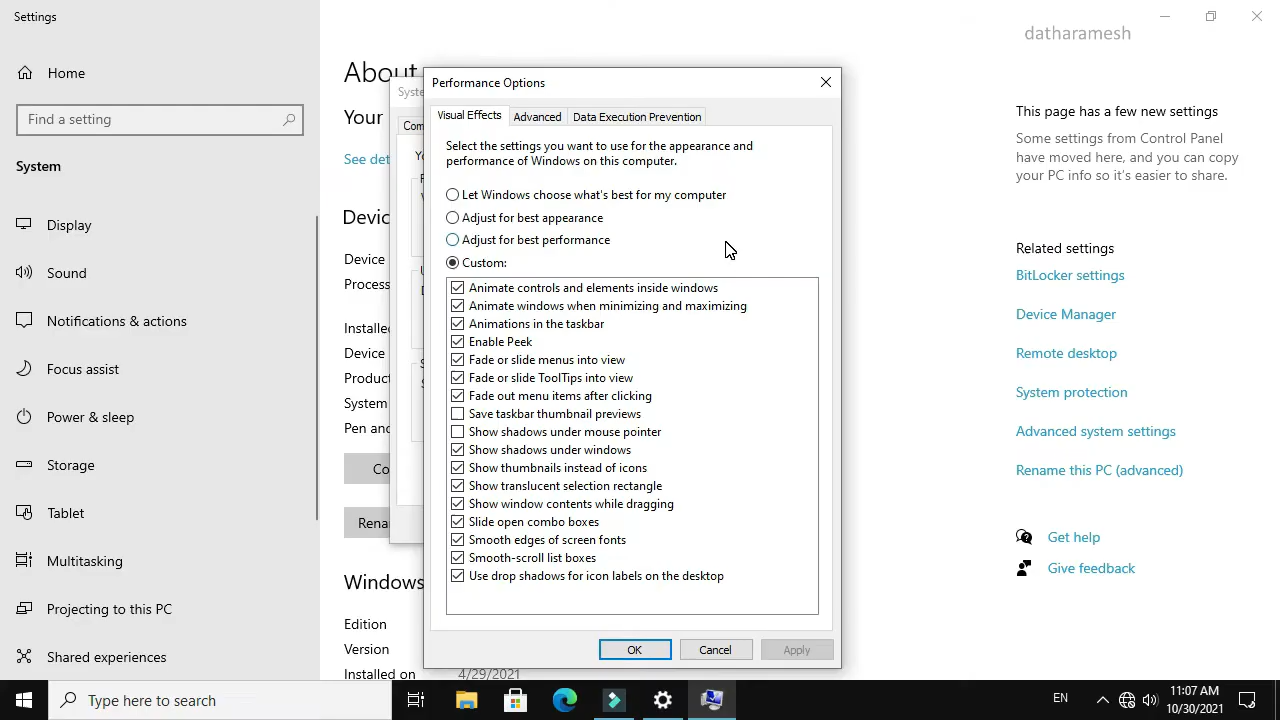 Settings
datharamesh
Home
Find a setting
System
Display
Sound
Notifications & actions
Focus assist
Power & sleep
Storage
Tablet
Multitasking
Projecting to this PC
Shared experiences
About
Your
See det
Devic
Device
Process
Installe
Device
Product
System
Pen and
Co
Rena
Windows
Edition
Version
Installed on 4/29/2021
Syste
Com
Performance Options
Visual Effects Advanced Data Execution Prevention
Select the settings you want to use for the appearance and
performance of Windows on this computer.
Let Windows choose what's best for my computer
Adjust for best appearance
Adjust for best performance
Custom:
Animate controls and elements inside windows
Animate windows when minimizing and maximizing
Animations in the taskbar
Enable Peek
Fade or slide menus into view
Fade or slide ToolTips into view
Fade out menu items after clicking
Save taskbar thumbnail previews
Show shadows under mouse pointer
Show shadows under windows
Show thumbnails instead of icons
Show translucent selection rectangle
Show window contents while dragging
Slide open combo boxes
Smooth edges of screen fonts
Smooth-scroll list boxes
Use drop shadows for icon labels on the desktop
OK Cancel Apply
This page has a few new settings
Some settings from Control Panel
have moved here, and you can copy
your PC info so it's easier to share.
Related settings
BitLocker settings
Device Manager
Remote desktop
System protection
Advanced system settings
Rename this PC (advanced)
Get help
Give feedback
Type here to search
EN
11:07 AM
10/30/2021